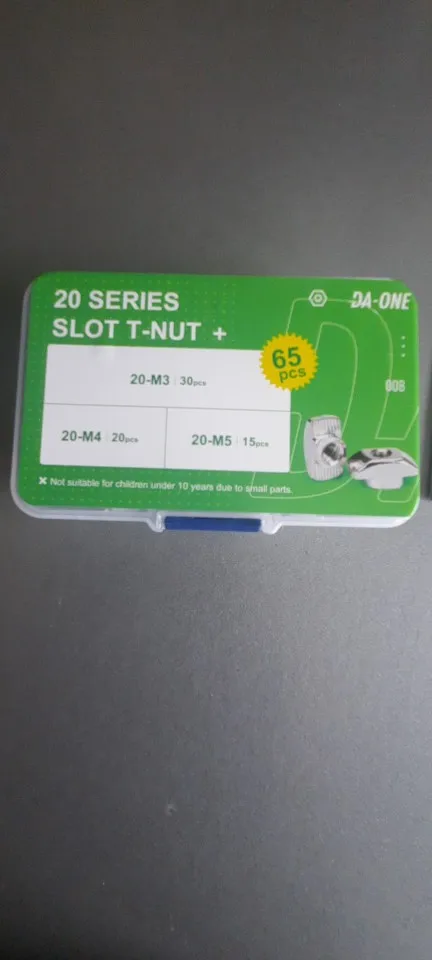 20 SERIES
SLOT T-NUT +
DA-ONE
65
pcs
008
20-M3 30pcs
20-M4 20pcs
20-M5 15pcs
Not suitable for children under 10 years due to small parts.